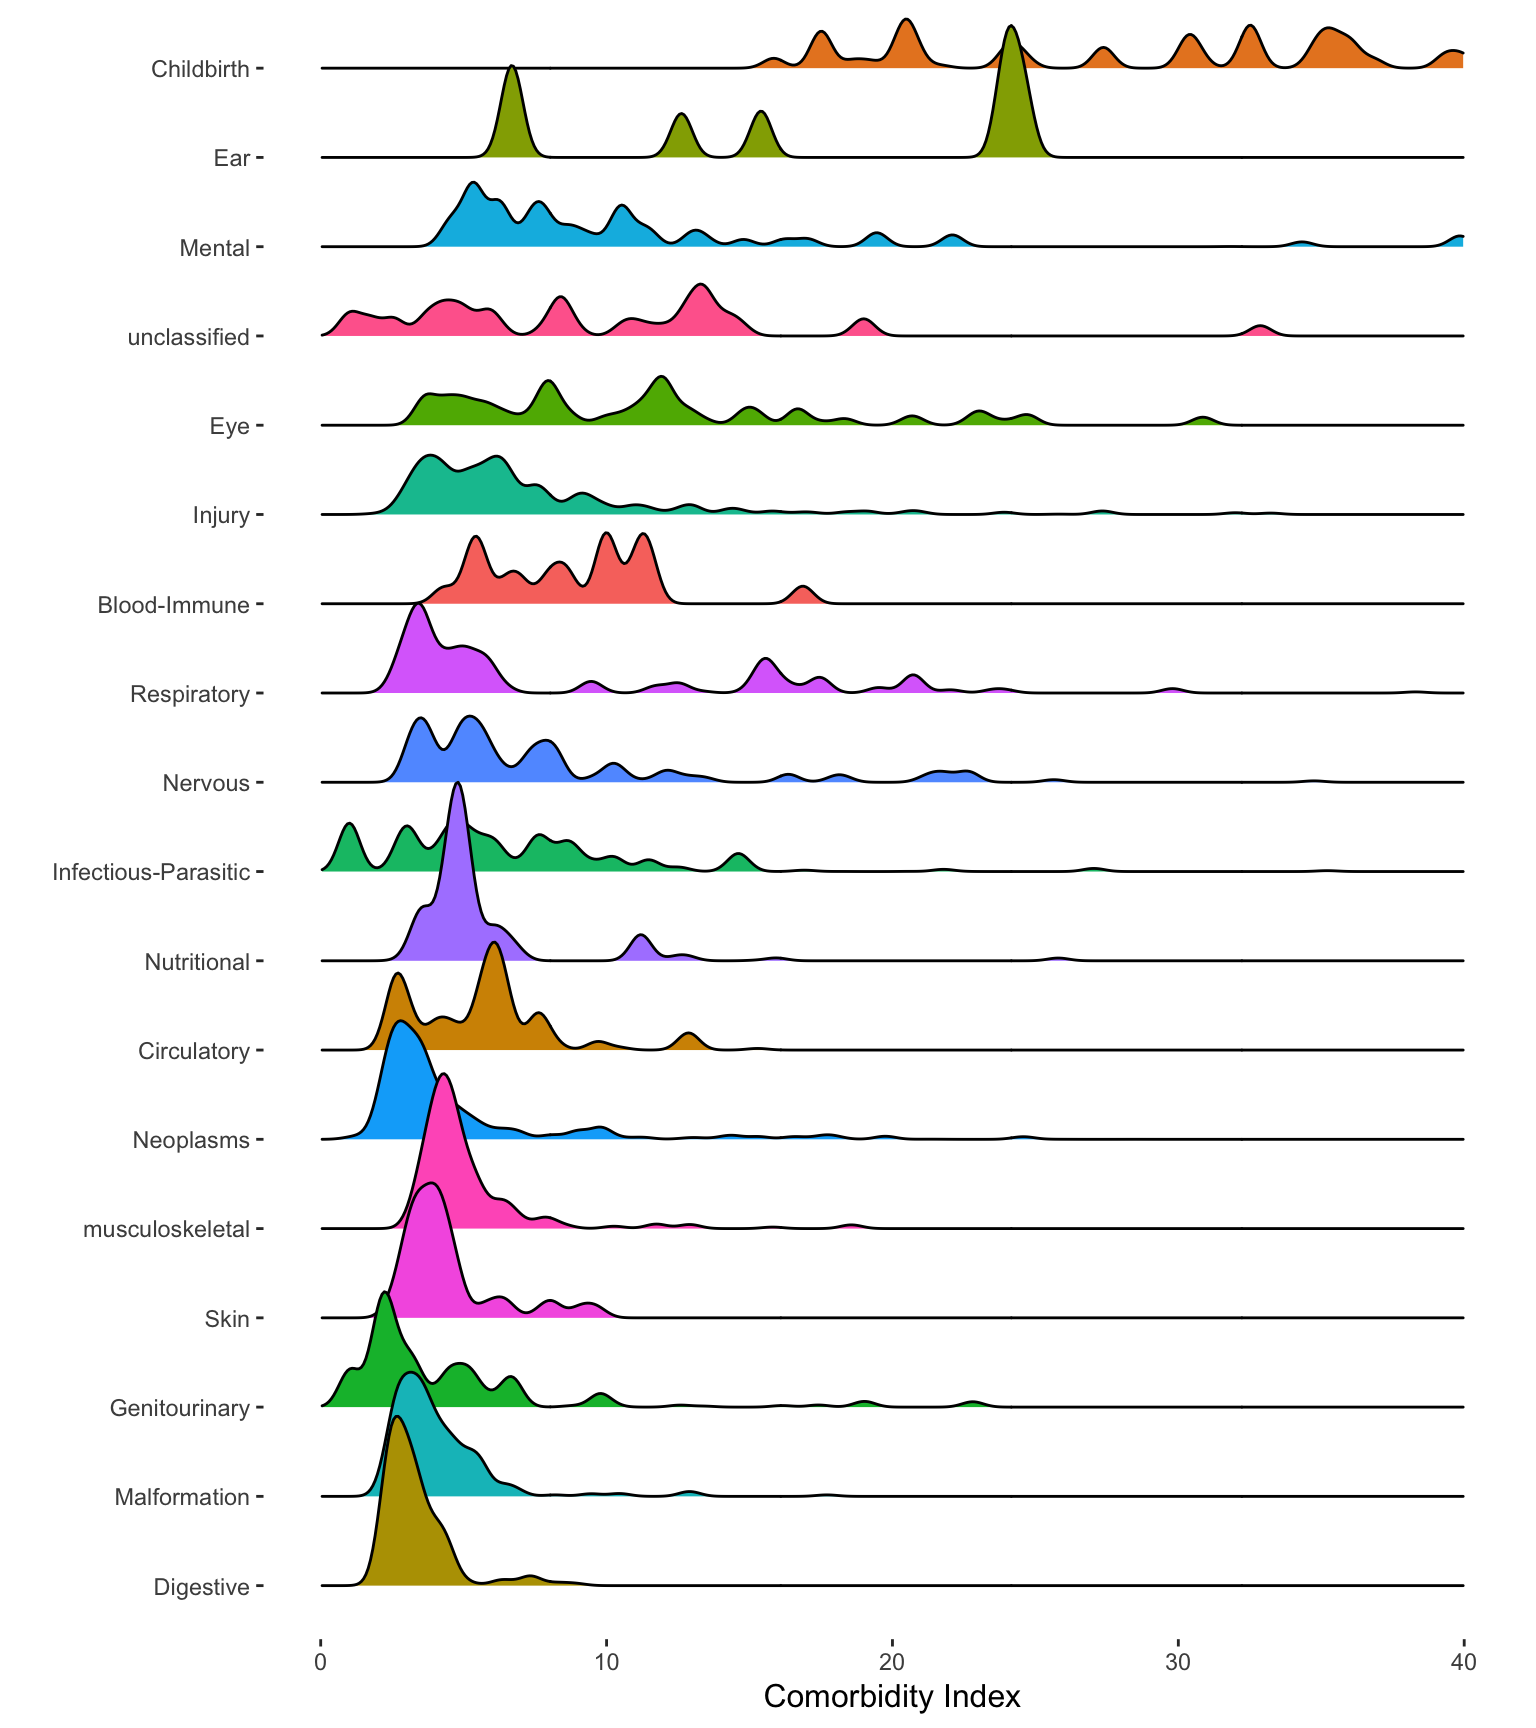 Childbirth
Ear
Mental
unclassified
Eye
Injury
Blood-Immune
Respiratory
Nervous
Infectious-Parasitic
Nutritional
Circulatory
Neoplasms
musculoskeletal
Skin
Genitourinary
Malformation
Digestive
0 10 20 30 40
Comorbidity Index